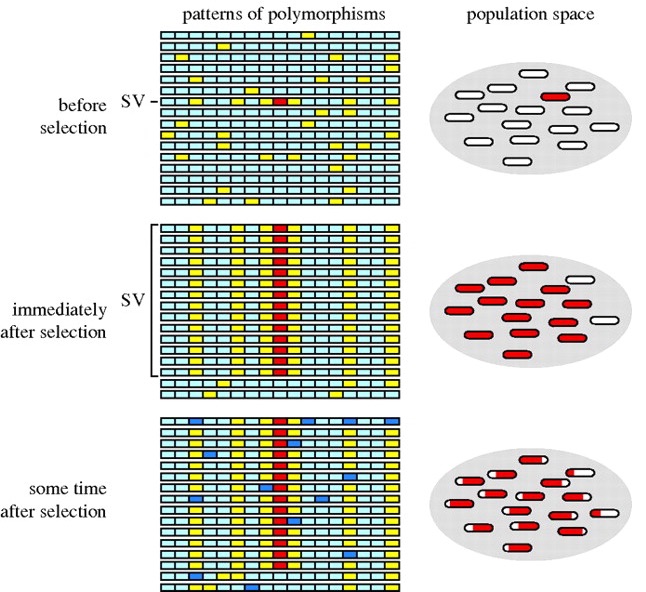 patterns of polymorphisms
population space
before
selection
SV
immediately
after selection
SV
some time
after selection